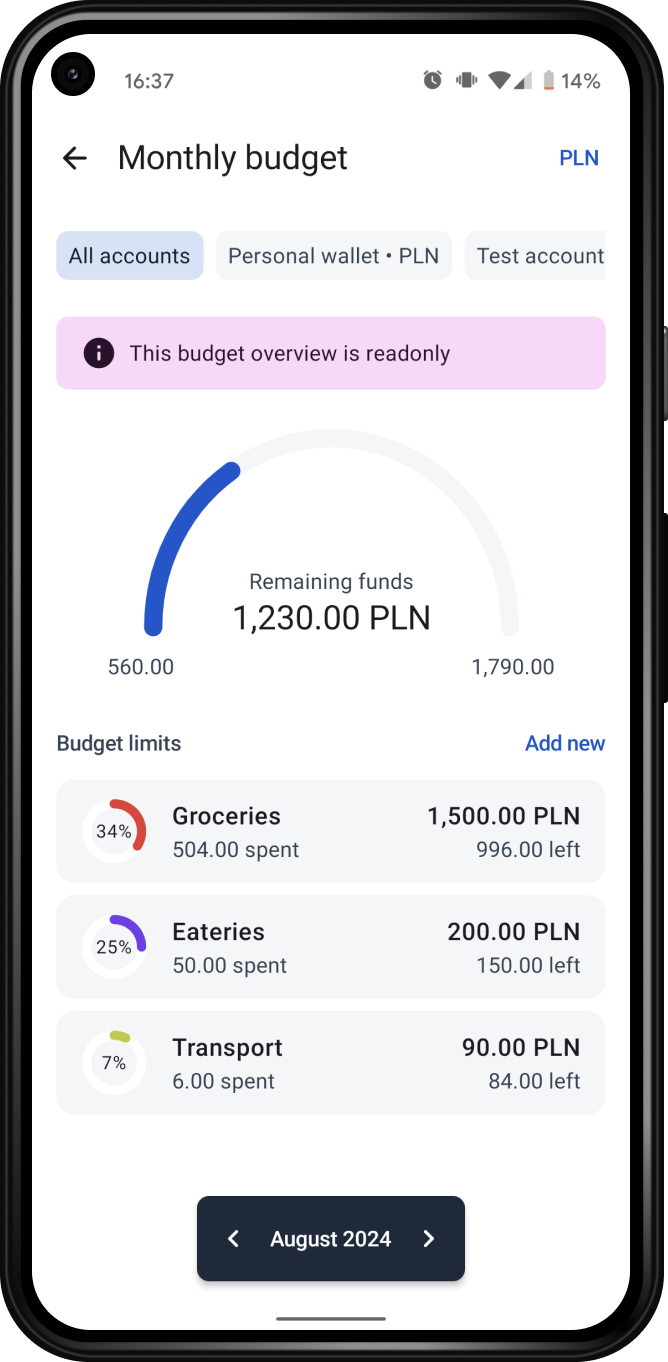 16:37 14%
Monthly budget PLN
All accounts Personal wallet • PLN Test account
This budget overview is readonly
Remaining funds
1,230.00 PLN
560.00 1,790.00
Budget limits Add new
34% Groceries 1,500.00 PLN
504.00 spent 996.00 left
25% Eateries 200.00 PLN
50.00 spent 150.00 left
7% Transport 90.00 PLN
6.00 spent 84.00 left
August 2024